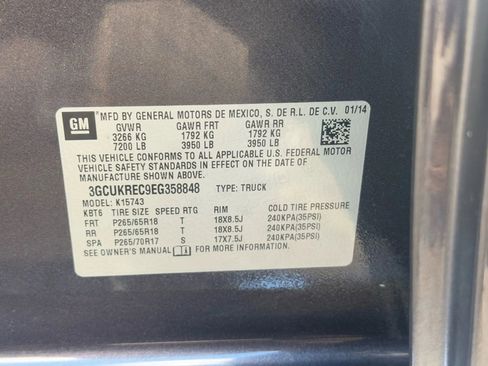 GM
MFD BY GENERAL MOTORS DE MEXICO, S. DE R.L. DE C.V. 01/14
GVWR GAWR FRT GAWR RR
3266 KG 1792 KG 1792 KG
7200 LB 3950 LB 3950 LB
THIS VEHICLE CONFORMS TO ALL APPLICABLE U.S. FEDERAL MOTOR
VEHICLE SAFETY STANDARDS IN EFFECT ON THE DATE OF
MANUFACTURE SHOWN ABOVE.
3GCUKREC9EG358848 TYPE: TRUCK
MODEL: K15743
KBT6 TIRE SIZE SPEED RTG RIM COLD TIRE PRESSURE
FRT P265/65R18 T 18X8.5J 240KPA(35PSI)
RR P265/65R18 T 18X8.5J 240KPA(35PSI)
SPA P265/70R17 S 17X7.5J 240KPA(35PSI)
SEE OWNER'S MANUAL FOR MORE INFORMATION